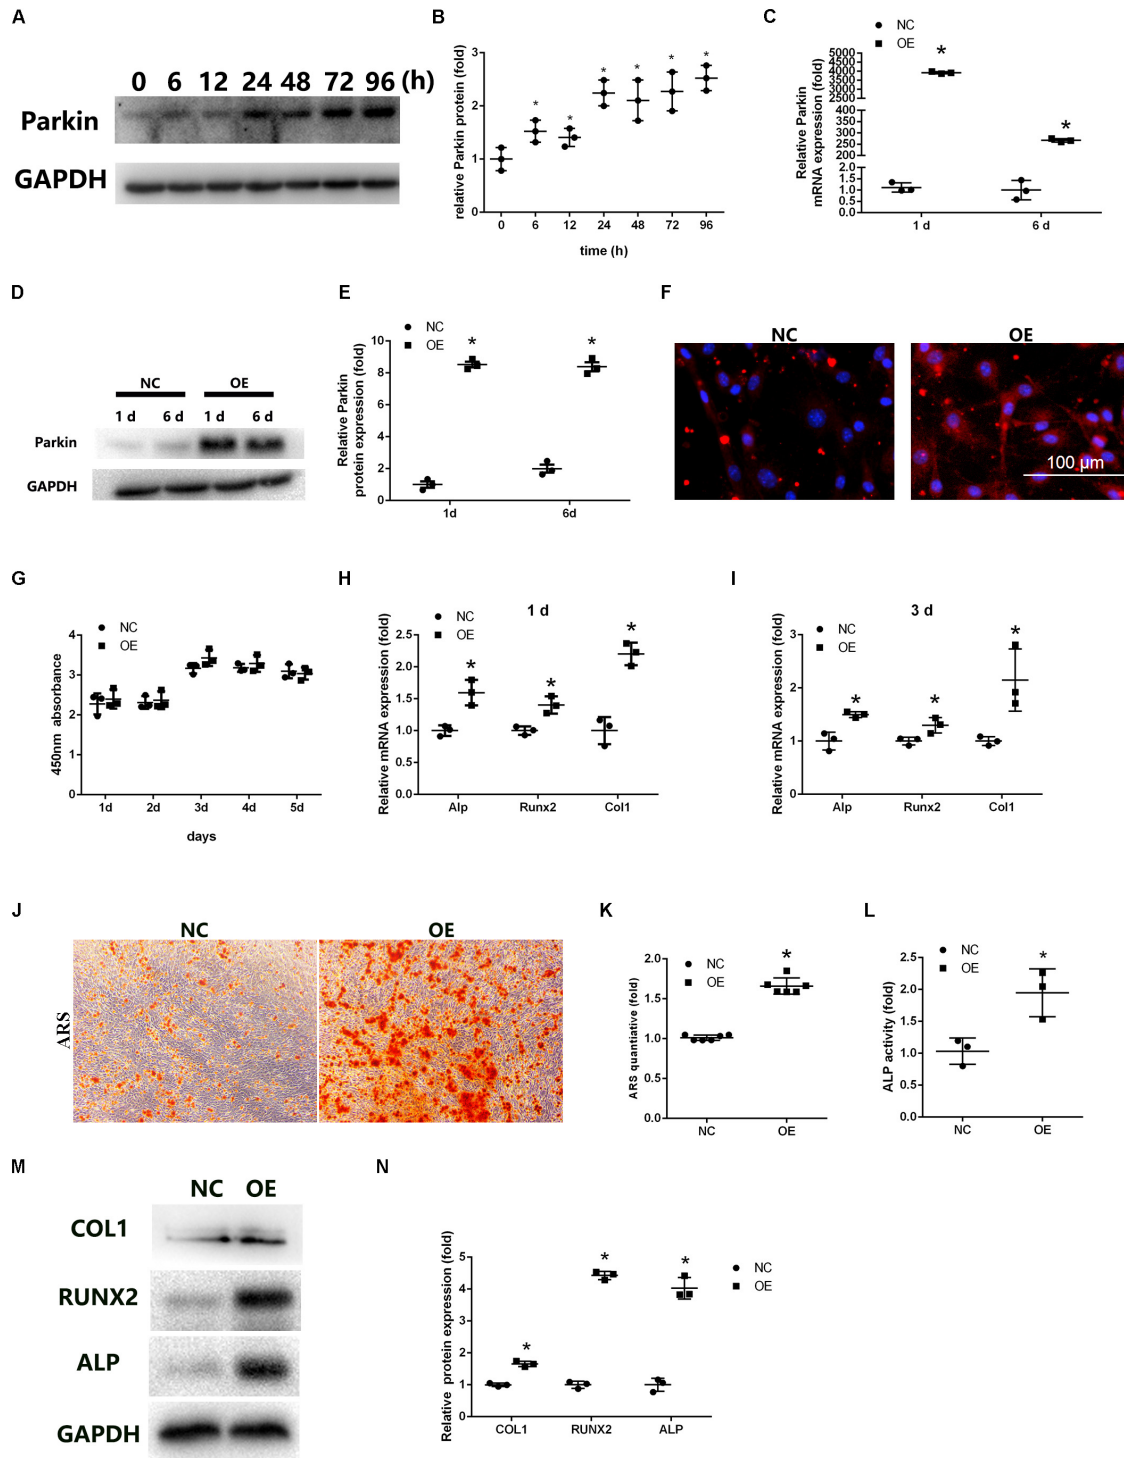 A
0 6 12 24 48 72 96 (h)
Parkin
GAPDH
B
relative Parkin protein (fold)
3
2
1
0
* * * * * * *
0 6 12 24 48 72 96
time (h)
C
NC
OE
Relative Parkin
mRNA expression (fold)
5000
4500
4000
3500
3000
2500
350
300
250
200
2.0
1.5
1.0
0.5
0.0
* *
1 d 6 d
D
NC OE
1 d 6 d 1 d 6 d
Parkin
GAPDH
E
NC
OE
Relative Parkin
protein expression (fold)
10
8
6
4
2
0
* *
1d 6d
F
NC OE
100 μm
G
NC
OE
450nm absorbance
4
3
2
1
0
1d 2d 3d 4d 5d
days
H
1 d
NC
OE
Relative mRNA expression (fold)
2.5
2.0
1.5
1.0
0.5
0.0
* * *
Alp Runx2 Col1
I
3 d
NC
OE
Relative mRNA expression (fold)
3
2
1
0
* * *
Alp Runx2 Col1
J
NC OE
ARS
K
NC
OE
ARS quantiative (fold)
2.0
1.5
1.0
0.5
0.0
*
NC OE
L
NC
OE
ALP activity (fold)
2.5
2.0
1.5
1.0
0.5
0.0
*
NC OE
M
NC OE
COL1
RUNX2
ALP
GAPDH
N
NC
OE
Relative protein expression (fold)
5
4
3
2
1
0
* * *
COL1 RUNX2 ALP